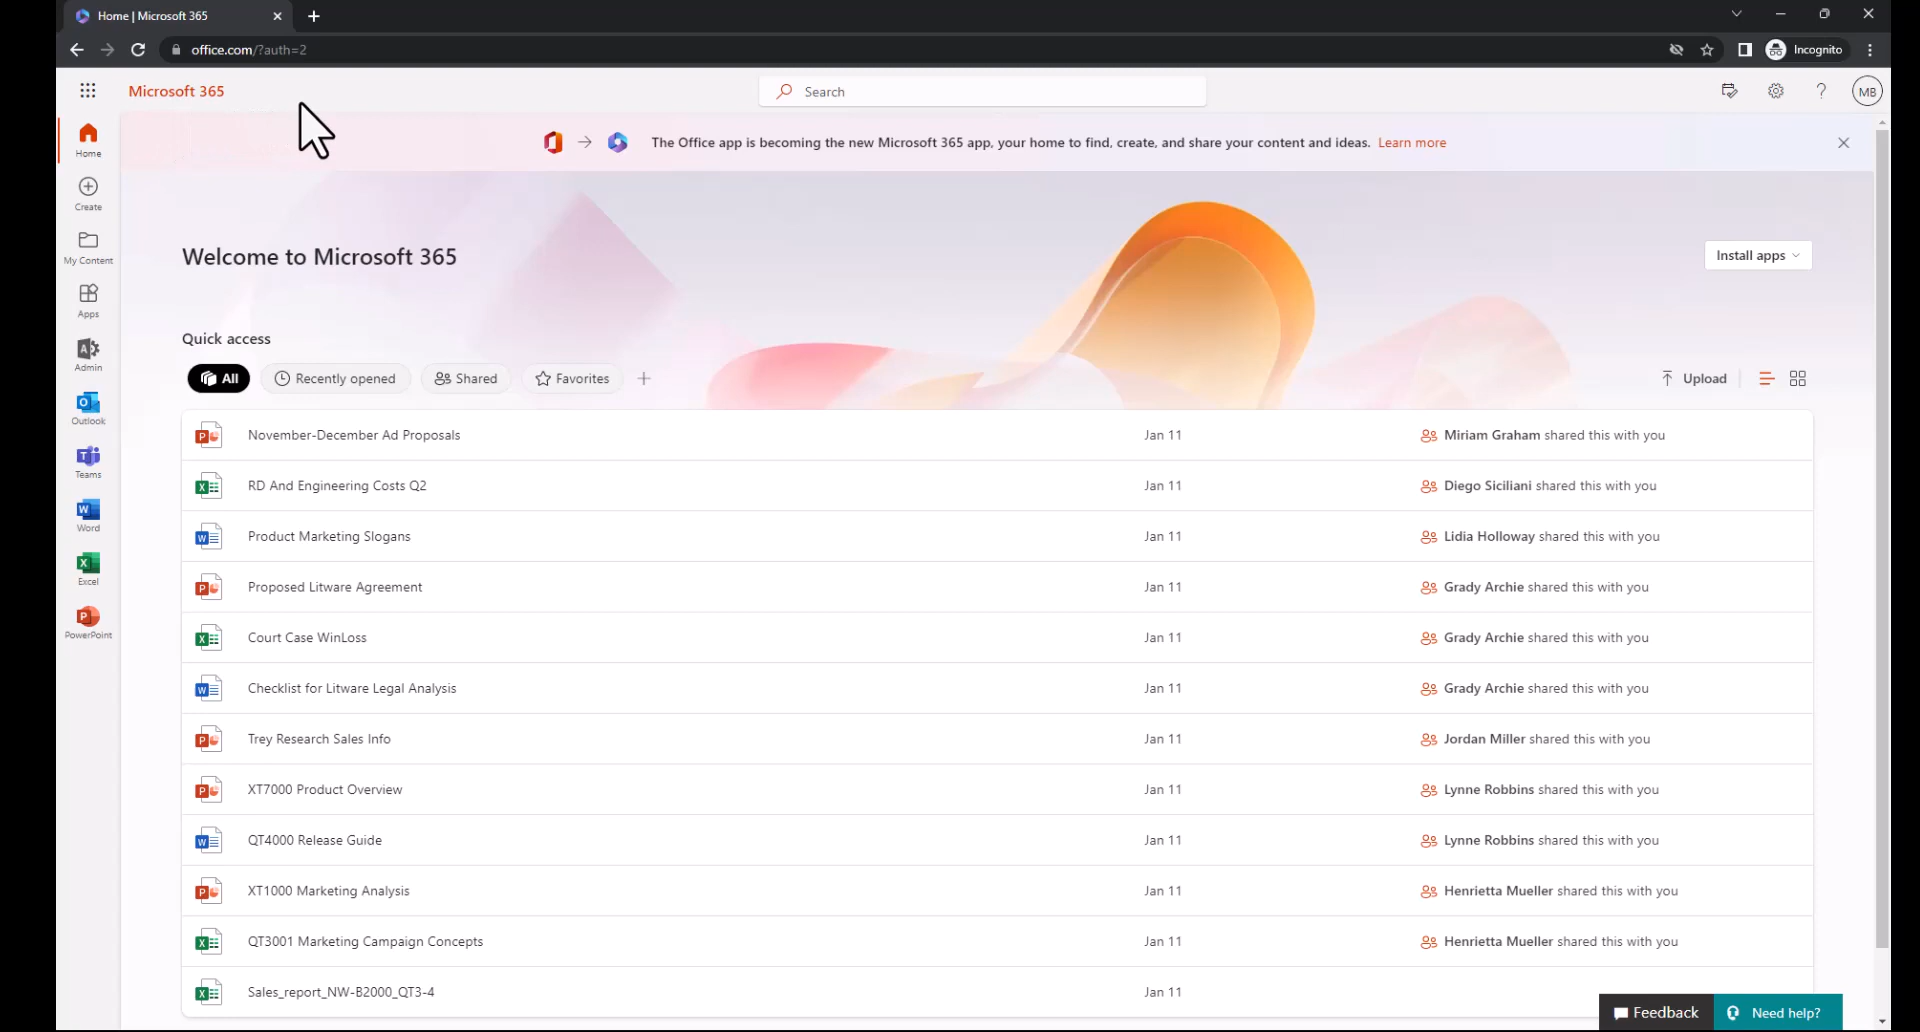 Home | Microsoft 365
office.com/?auth=2
Incognito
Microsoft 365
Search
MB
The Office app is becoming the new Microsoft 365 app, your home to find, create, and share your content and ideas. Learn more
Home
Create
My Content
Apps
Admin
Outlook
Teams
Word
Excel
PowerPoint
Welcome to Microsoft 365
Install apps
Quick access
All
Recently opened
Shared
Favorites
Upload
November-December Ad Proposals Jan 11 Miriam Graham shared this with you
RD And Engineering Costs Q2 Jan 11 Diego Siciliani shared this with you
Product Marketing Slogans Jan 11 Lidia Holloway shared this with you
Proposed Litware Agreement Jan 11 Grady Archie shared this with you
Court Case WinLoss Jan 11 Grady Archie shared this with you
Checklist for Litware Legal Analysis Jan 11 Grady Archie shared this with you
Trey Research Sales Info Jan 11 Jordan Miller shared this with you
XT7000 Product Overview Jan 11 Lynne Robbins shared this with you
QT4000 Release Guide Jan 11 Lynne Robbins shared this with you
XT1000 Marketing Analysis Jan 11 Henrietta Mueller shared this with you
QT3001 Marketing Campaign Concepts Jan 11 Henrietta Mueller shared this with you
Sales_report_NW-B2000_QT3-4 Jan 11
Feedback
Need help?